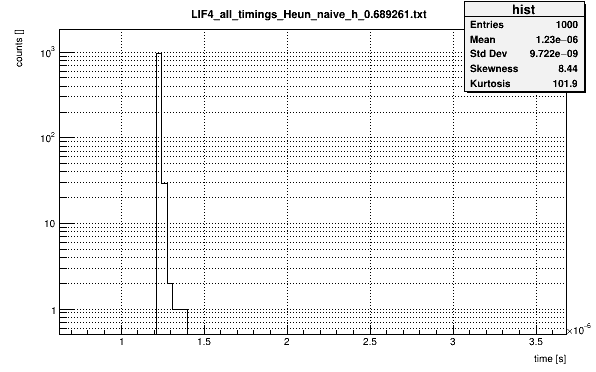 LIF4_all_timings_Heun_naive_h_0.689261.txt
hist
Entries 1000
Mean 1.23e−06
Std Dev 9.722e−09
Skewness 8.44
Kurtosis 101.9
counts []
10³
10²
10
1
1 1.5 2 2.5 3 3.5
×10⁻⁶
time [s]